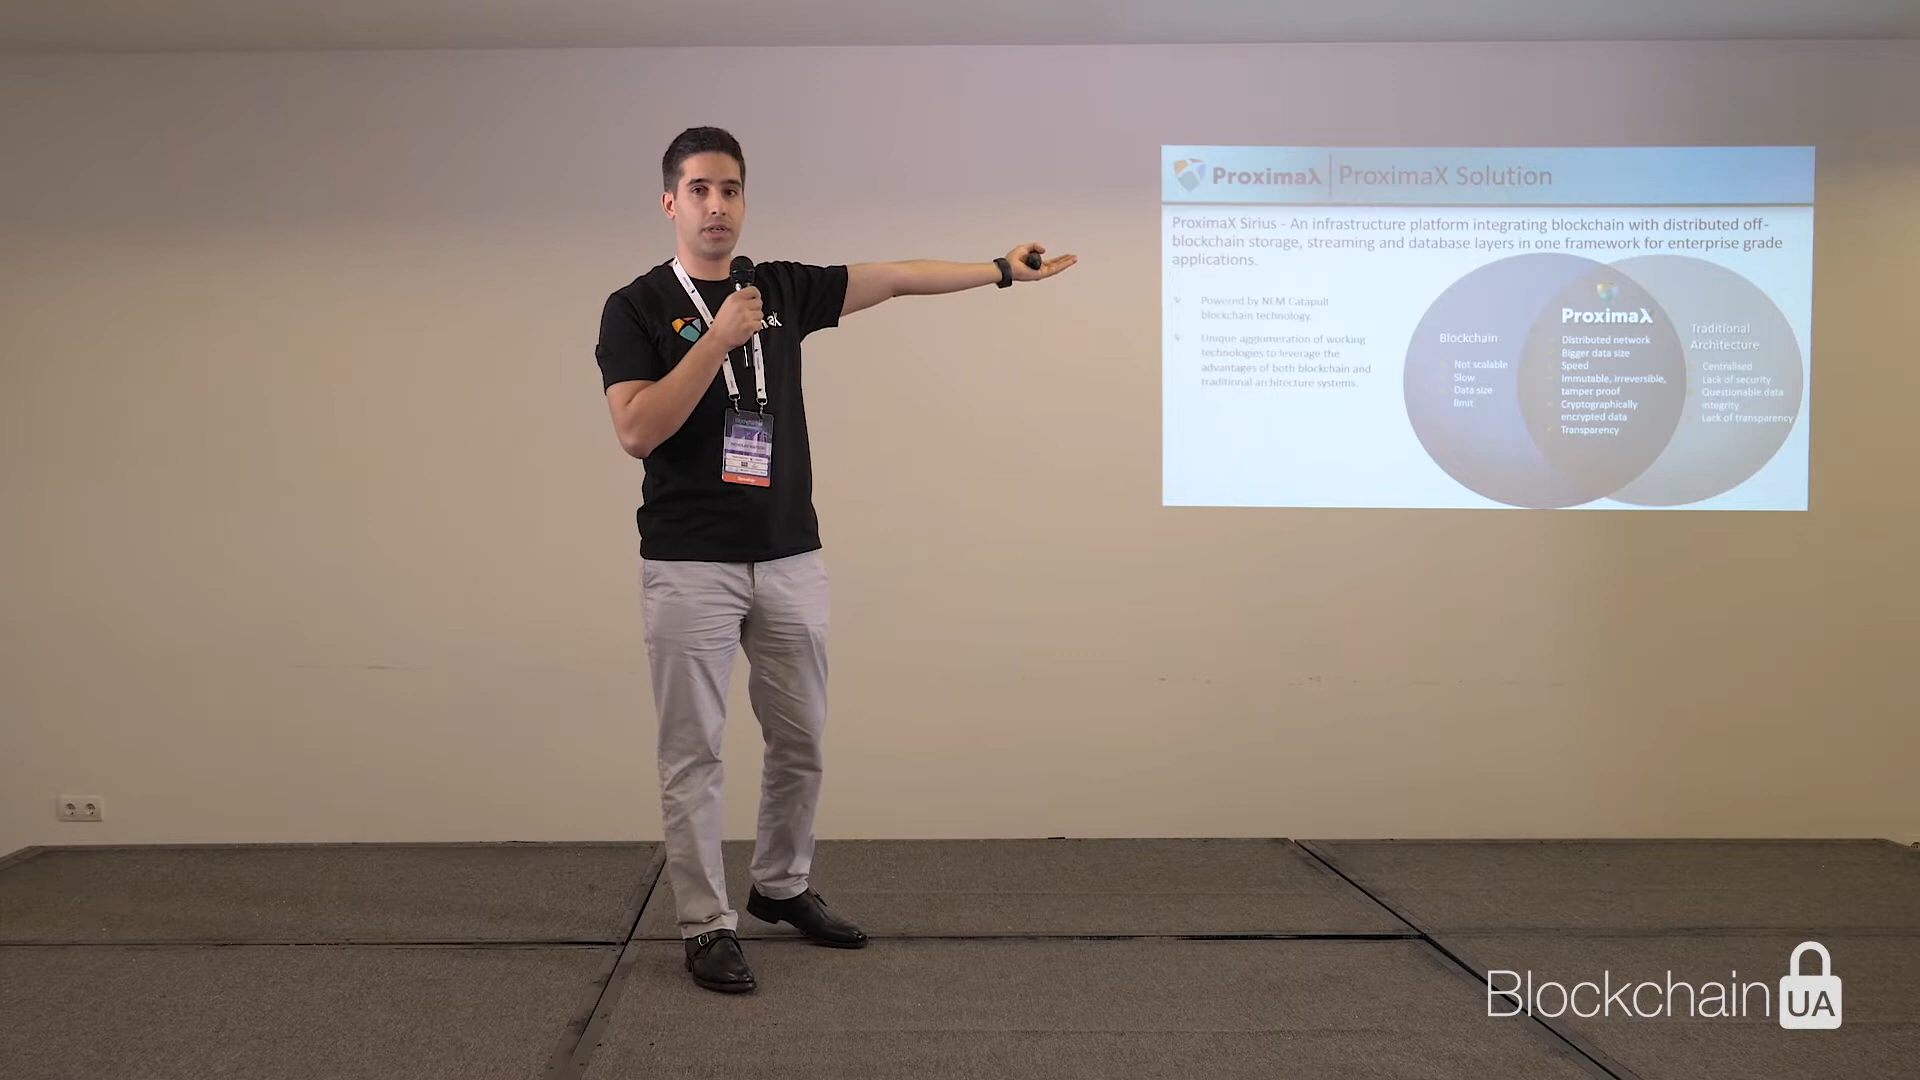 ProximaX | ProximaX Solution
ProximaX Sirius - An infrastructure platform integrating blockchain with distributed off-
blockchain storage, streaming and database layers in one framework for enterprise grade
applications.
Powered by NEM Catapult
blockchain technology.
Unique agglomeration of working
technologies to leverage the
advantages of both blockchain and
traditional architecture systems.
Blockchain
Not scalable
Slow
Data size
limit
ProximaX
Distributed network
Bigger data size
Speed
Immutable, irreversible,
tamper proof
Cryptographically
encrypted data
Transparency
Traditional
Architecture
Centralised
Lack of security
Questionable data
integrity
Lack of transparency
aX
Blockchain UA